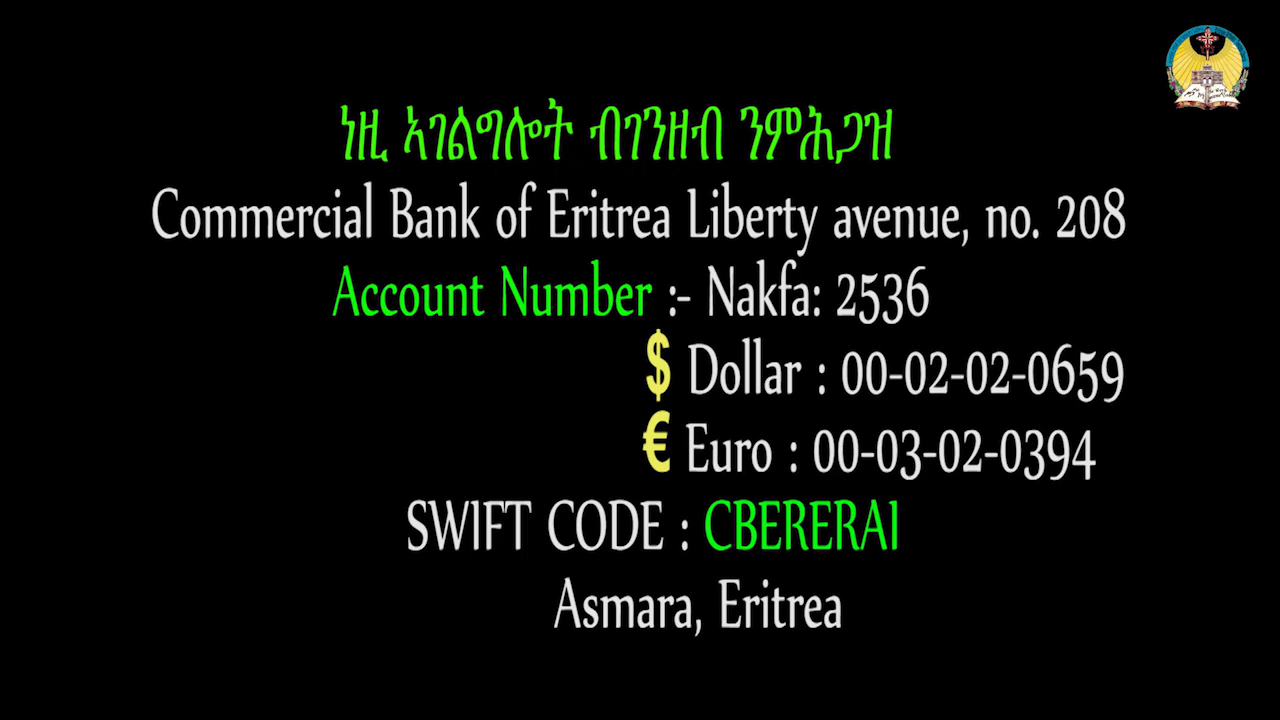 ነዚ ኣገልግሎት ብገንዘብ ንምሕጋዝ
Commercial Bank of Eritrea Liberty avenue, no. 208
Account Number :- Nakfa: 2536
$ Dollar : 00-02-02-0659
€ Euro : 00-03-02-0394
SWIFT CODE : CBERERAI
Asmara, Eritrea